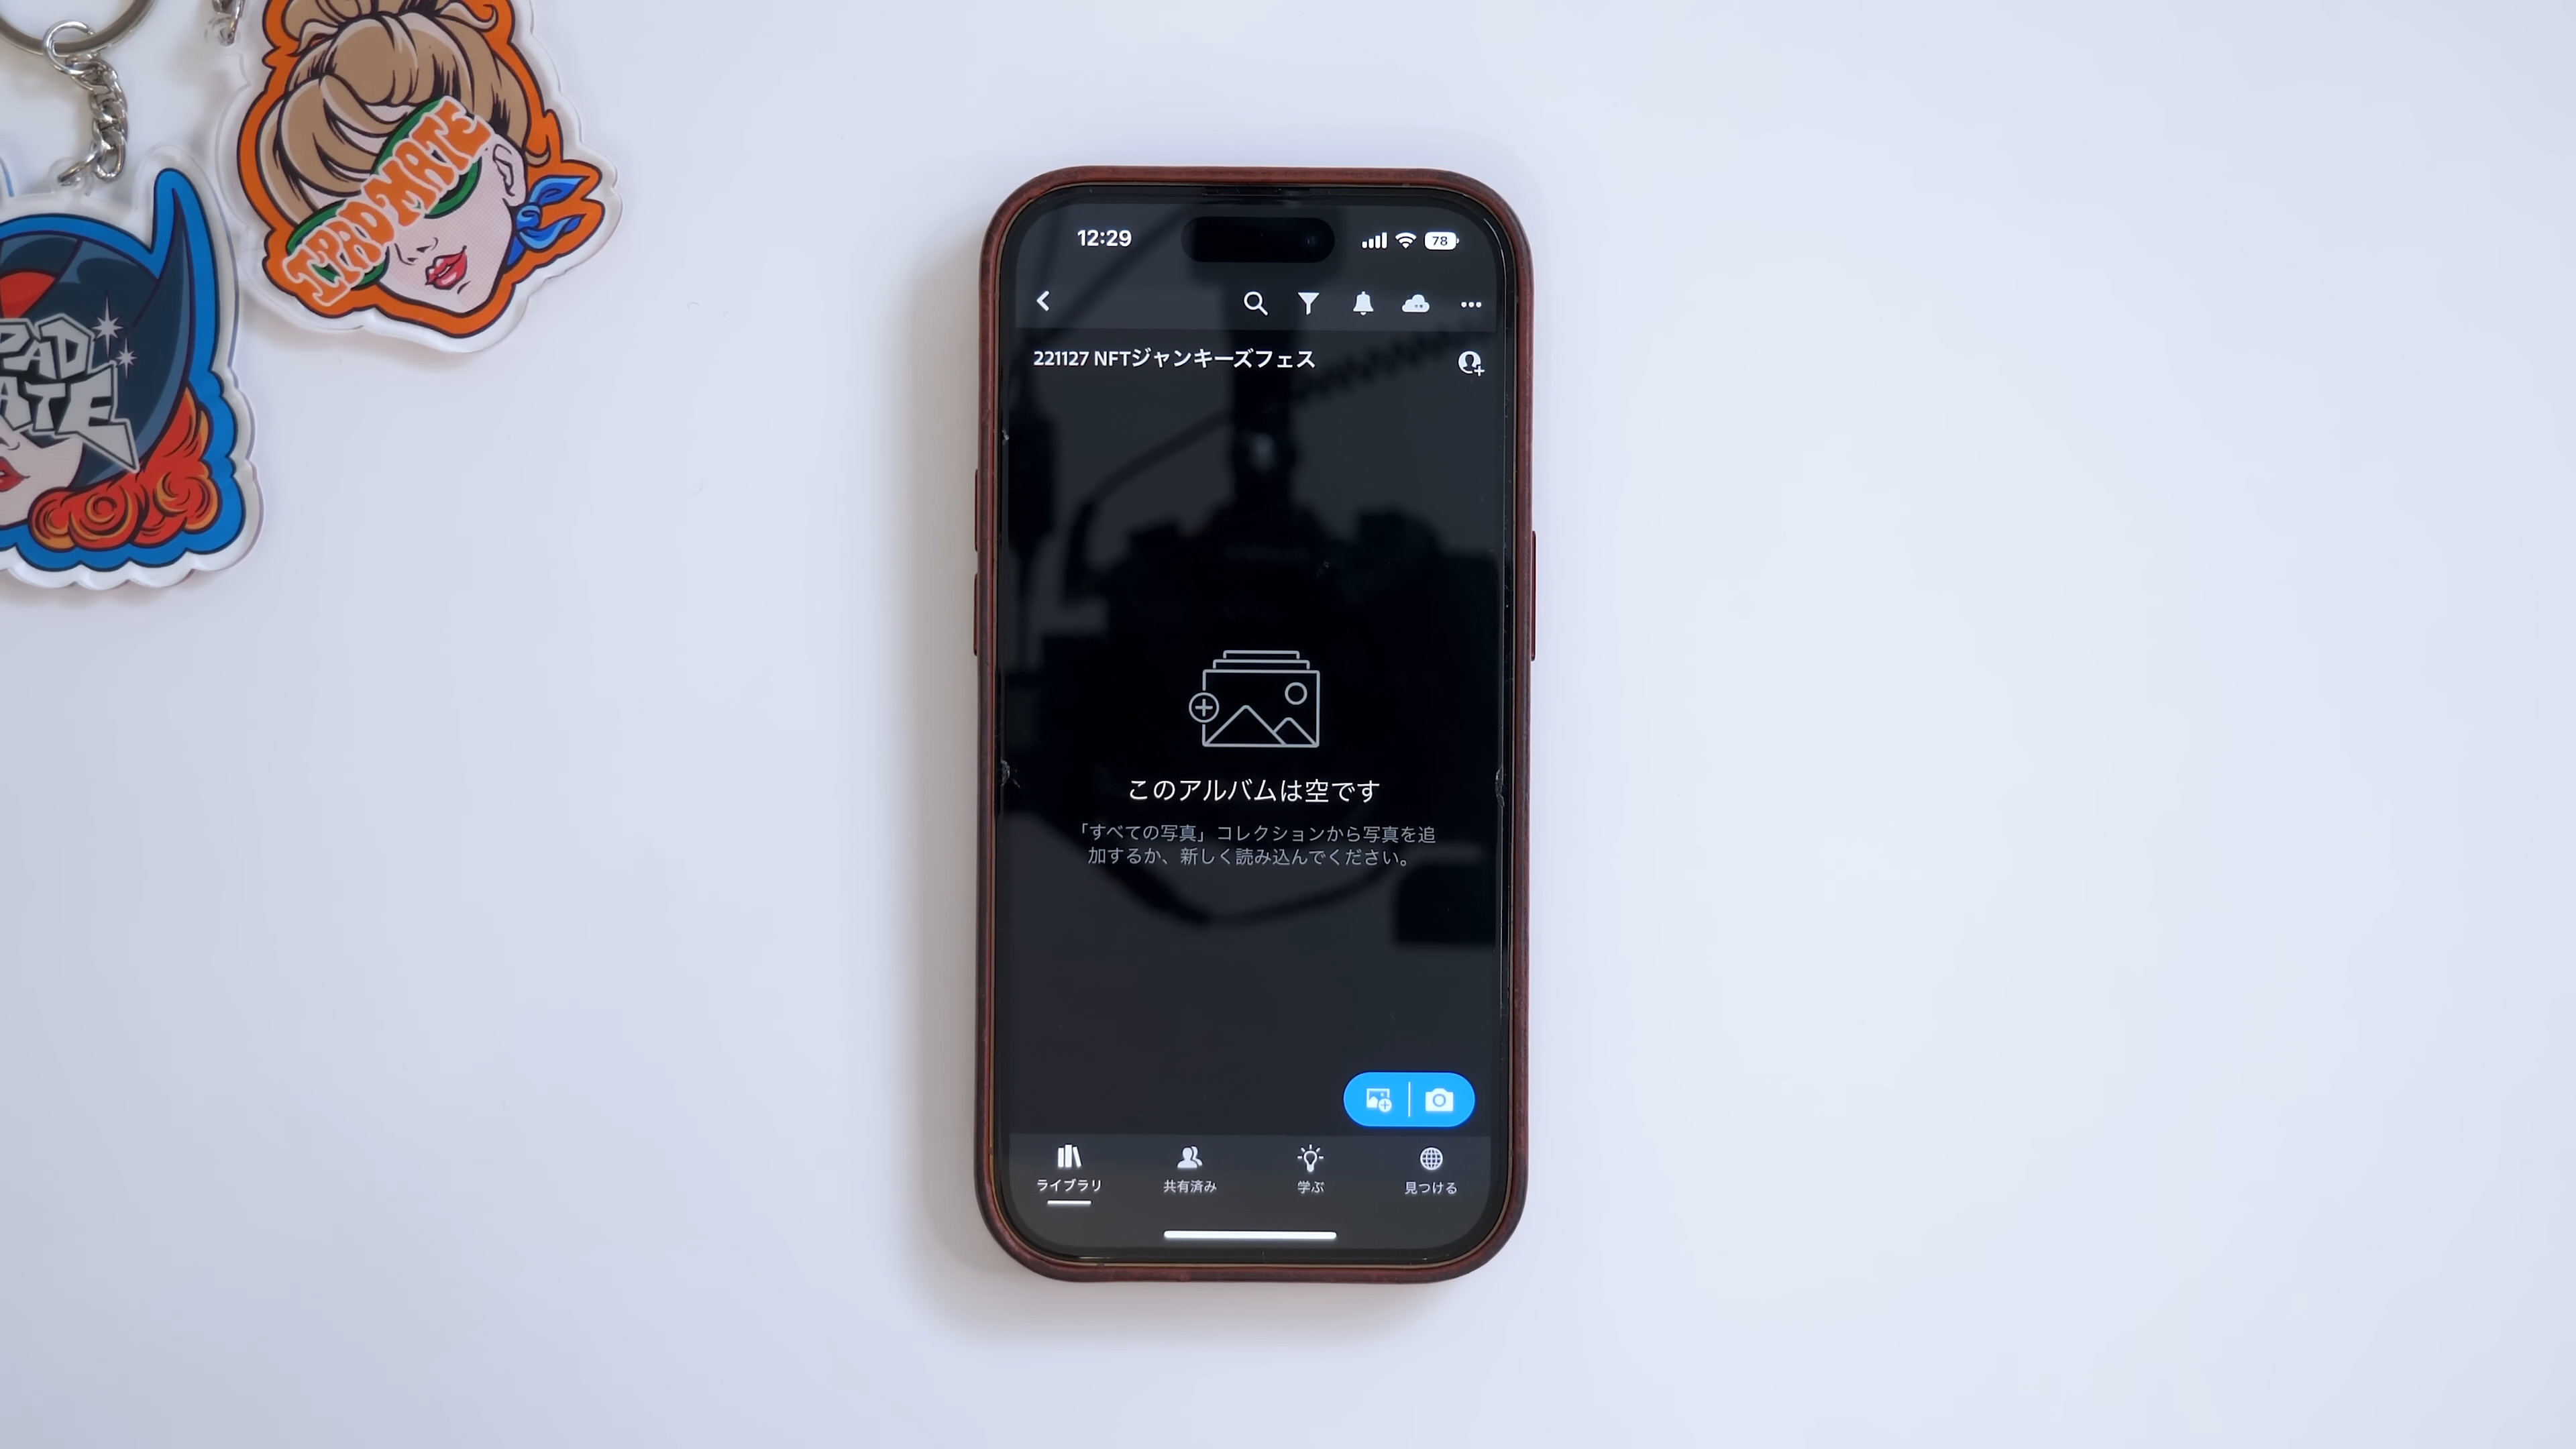 IPAD MATE
PAD
ATE
12:29
78
221127 NFTジャンキーズフェス
このアルバムは空です
「すべての写真」コレクションから写真を追
加するか、新しく読み込んでください。
ライブラリ
共有済み
学ぶ
見つける